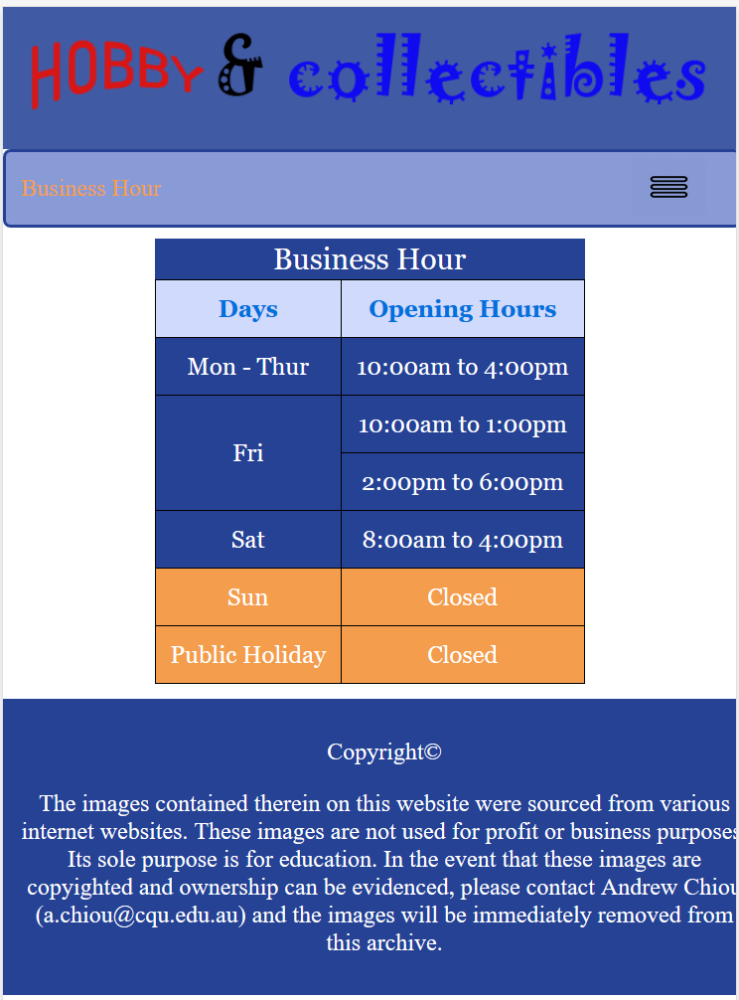 HOBBY & collectibles
Business Hour
Business Hour
Days Opening Hours
Mon - Thur 10:00am to 4:00pm
Fri 10:00am to 1:00pm
2:00pm to 6:00pm
Sat 8:00am to 4:00pm
Sun Closed
Public Holiday Closed
Copyright©
The images contained therein on this website were sourced from various
internet websites. These images are not used for profit or business purposes
Its sole purpose is for education. In the event that these images are
copyighted and ownership can be evidenced, please contact Andrew Chiou
(a.chiou@cqu.edu.au) and the images will be immediately removed from
this archive.